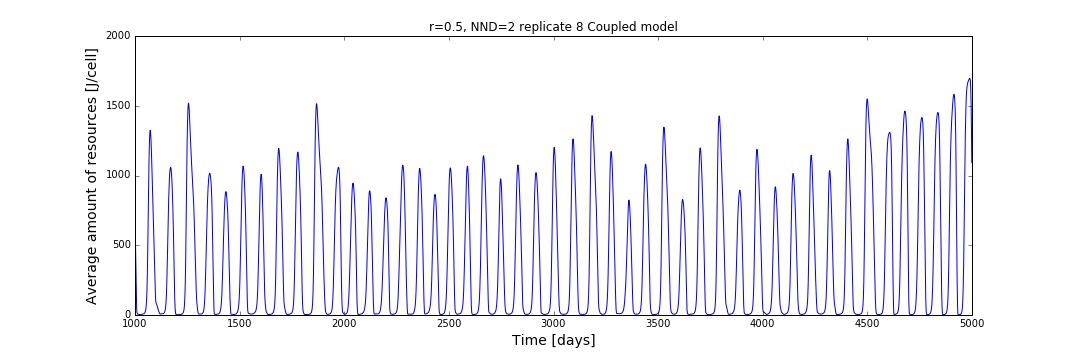 r=0.5, NND=2 replicate 8 Coupled model
Average amount of resources [J/cell]
2000
1500
1000
500
0
1000 1500 2000 2500 3000 3500 4000 4500 5000
Time [days]